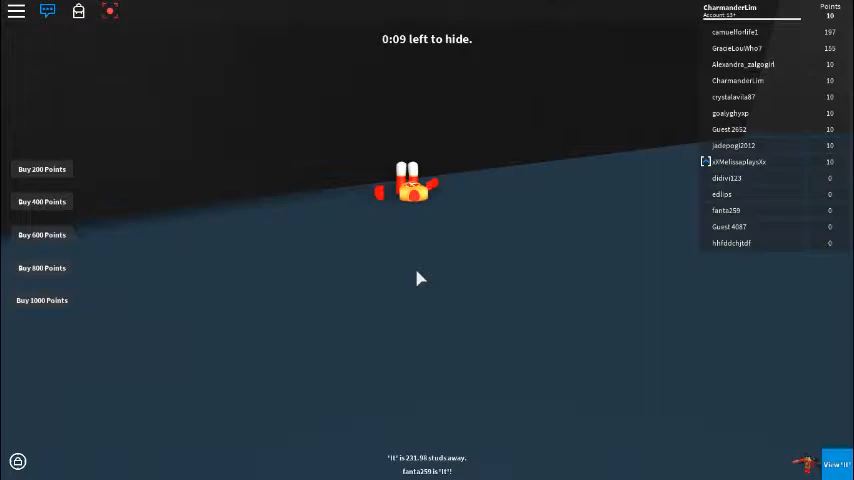 CharmanderLim
Account: 13+
Points
10
0:09 left to hide.
camuelforlife1 197
GracieLouWho7 155
Alexandra_zalgogirl 10
CharmanderLim 10
crystalavila87 10
goalyghyxp 10
Guest 2652 10
jadepogi2012 10
xXMelissaplaysXx 10
didivi123 0
edlips 0
fanta259 0
Guest 4087 0
hhfddchjtdf 0
Buy 200 Points
Buy 400 Points
Buy 600 Points
Buy 800 Points
Buy 1000 Points
"It" is 231.98 studs away.
fanta259 is "It"!
View "It"